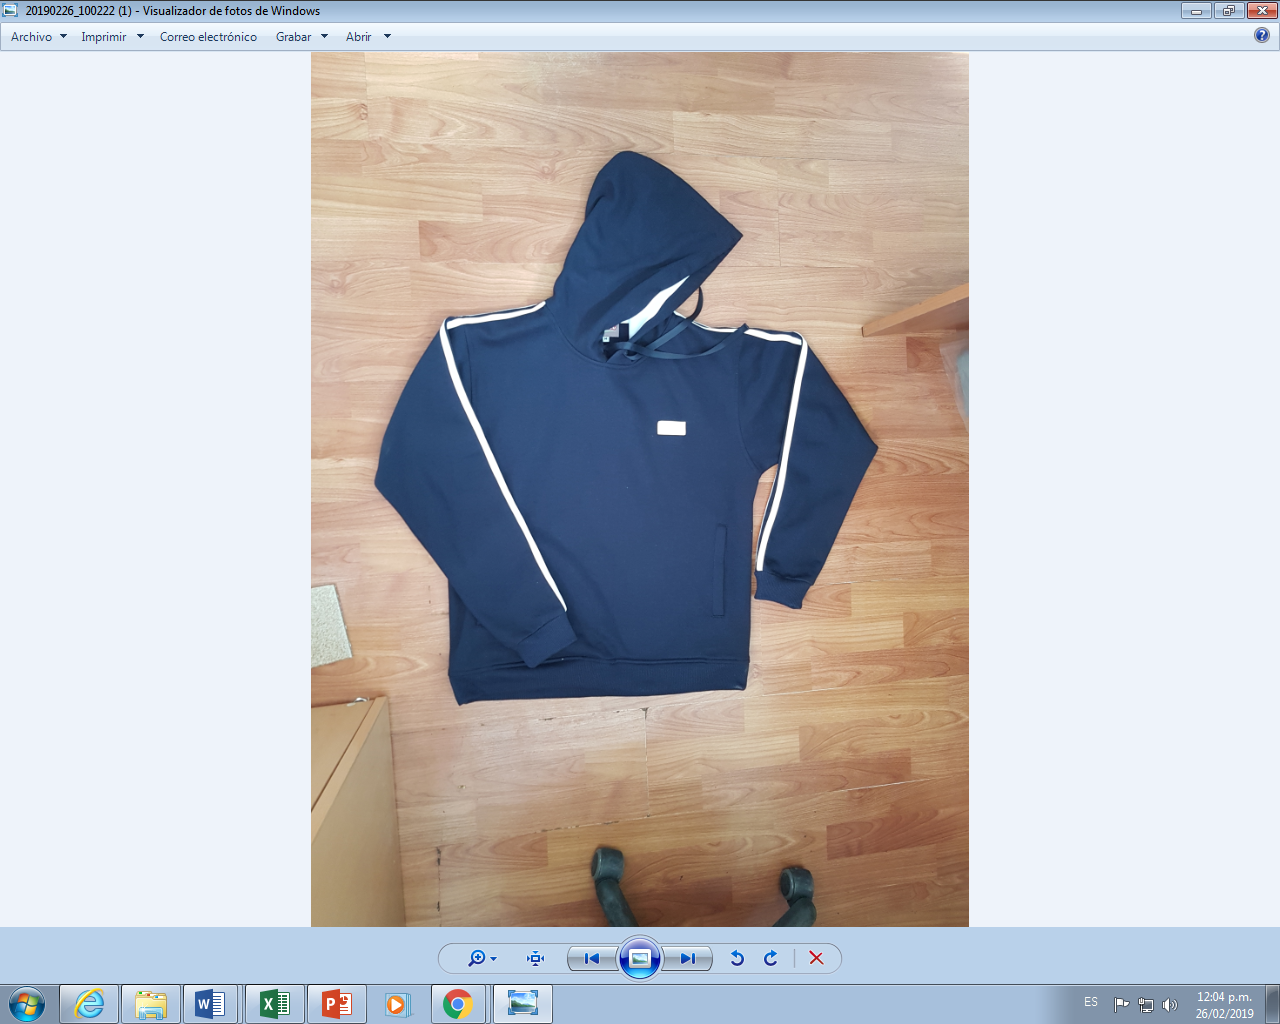 20190226_100222 (1) - Visualizador de fotos de Windows
Archivo Imprimir Correo electrónico Grabar Abrir
ES
12:04 p.m.
26/02/2019